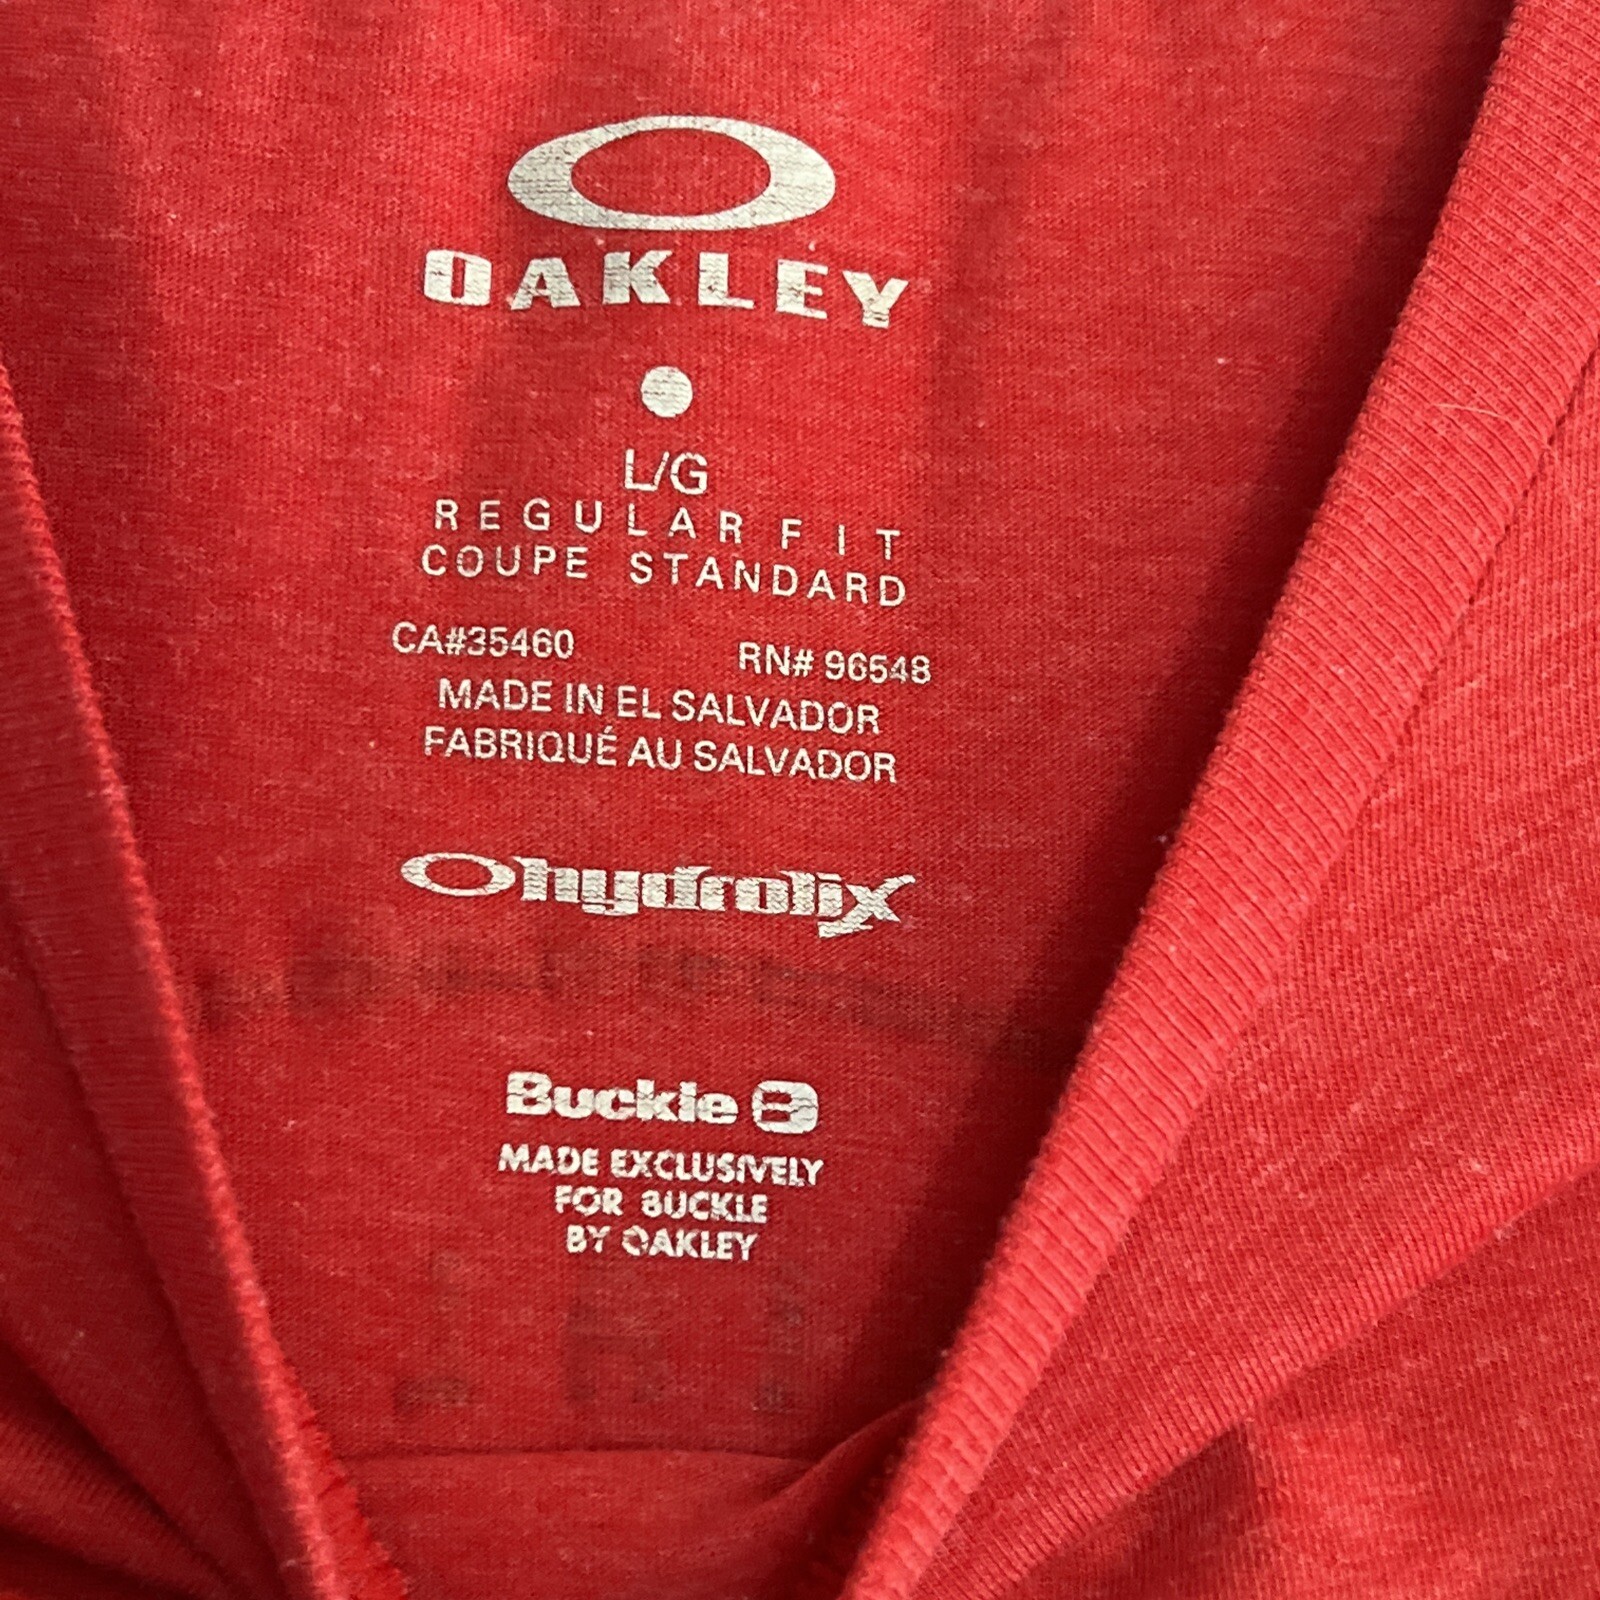 OAKLEY
L/G
REGULAR FIT
COUPE STANDARD
CA#35460 RN# 96548
MADE IN EL SALVADOR
FABRIQUÉ AU SALVADOR
hydrolix
Buckle B
MADE EXCLUSIVELY
FOR BUCKLE
BY OAKLEY